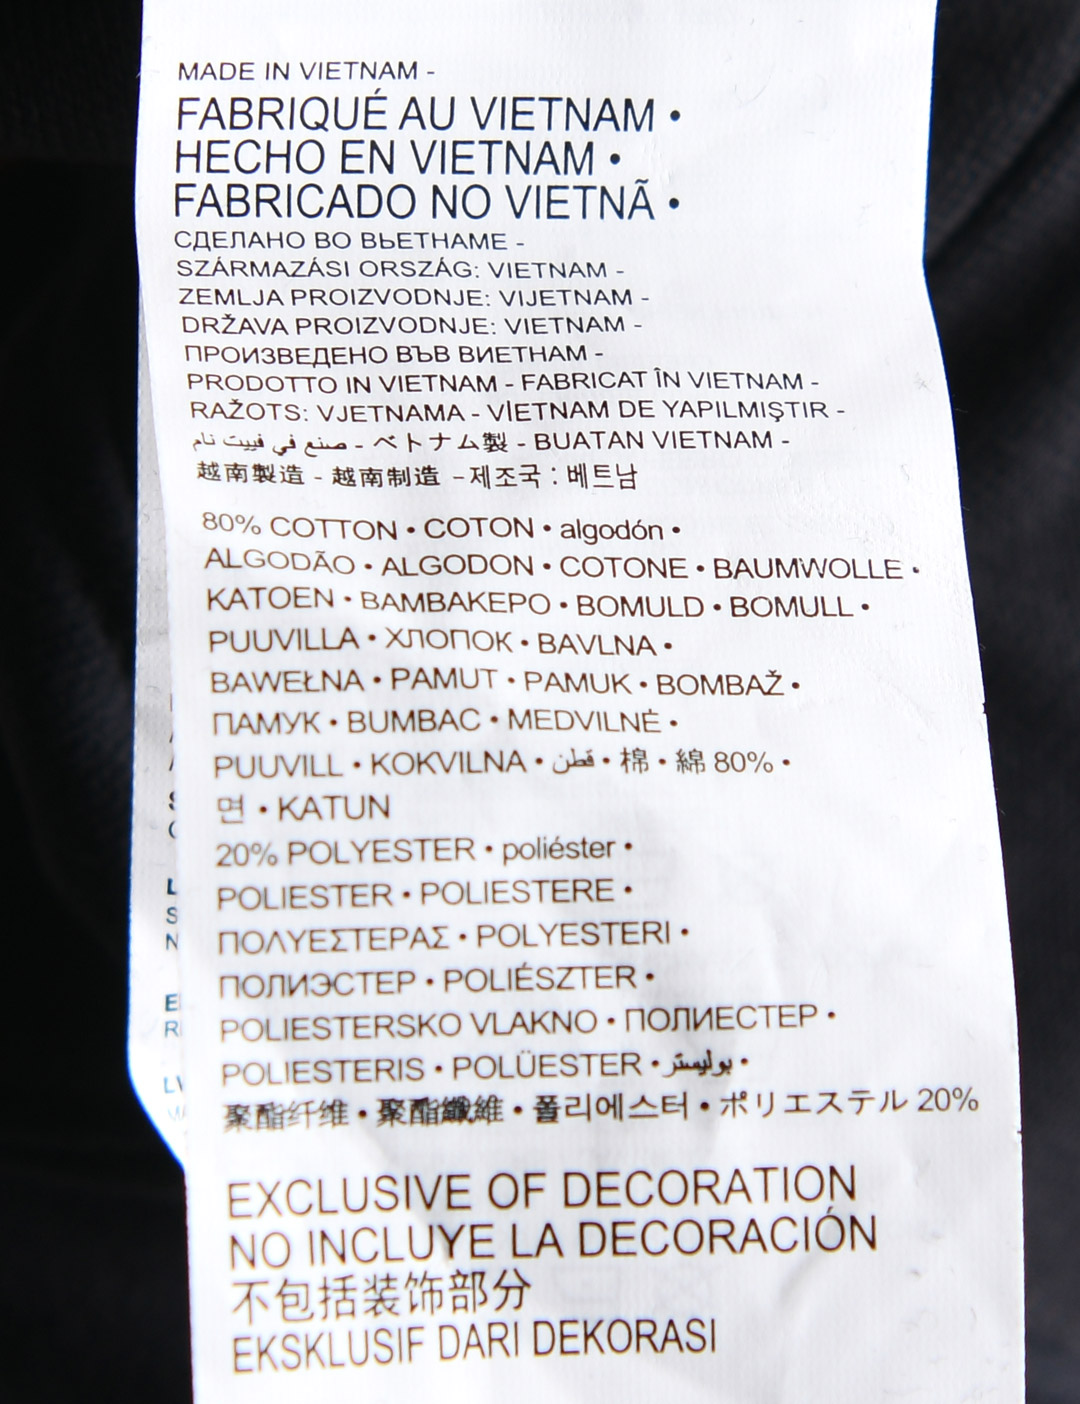 MADE IN VIETNAM -
FABRIQUÉ AU VIETNAM •
HECHO EN VIETNAM •
FABRICADO NO VIETNÃ •
СДЕЛАНО ВО ВЬЕТНАМЕ -
SZÁRMAZÁSI ORSZÁG: VIETNAM -
ZEMLJA PROIZVODNJE: VIJETNAM -
DRŽAVA PROIZVODNJE: VIETNAM -
ПРОИЗВЕДЕНО ВЪВ ВИЕТНАМ -
PRODOTTO IN VIETNAM - FABRICAT ÎN VIETNAM -
RAŽOTS: VJETNAMA - VİETNAM DE YAPILMIŞTIR -
صنع في فييت نام - ベトナム製 - BUATAN VIETNAM -
越南製造 - 越南制造 - 제조국 : 베트남
80% COTTON • COTON • algodón •
ALGODÃO • ALGODON • COTONE • BAUMWOLLE •
KATOEN • ΒΑΜΒΑΚΕΡΟ • BOMULD • BOMULL •
PUUVILLA • ХЛОПОК • BAVLNA •
BAWEŁNA • PAMUT • PAMUK • BOMBAŽ •
ПАМУК • BUMBAC • MEDVILNĖ •
PUUVILL • KOKVILNA • قطن • 棉 • 綿 80% •
면 • KATUN
20% POLYESTER • poliéster •
POLIESTER • POLIESTERE •
ΠΟΛΥΕΣΤΕΡΑΣ • POLYESTERI •
ПОЛИЭСТЕР • POLIÉSZTER •
POLIESTERSKO VLAKNO • ПОЛИЕСТЕР •
POLIESTERIS • POLÜESTER • بوليستر •
聚酯纤维 • 聚酯纖維 • 폴리에스터 • ポリエステル 20%
EXCLUSIVE OF DECORATION
NO INCLUYE LA DECORACIÓN
不包括装饰部分
EKSKLUSIF DARI DEKORASI